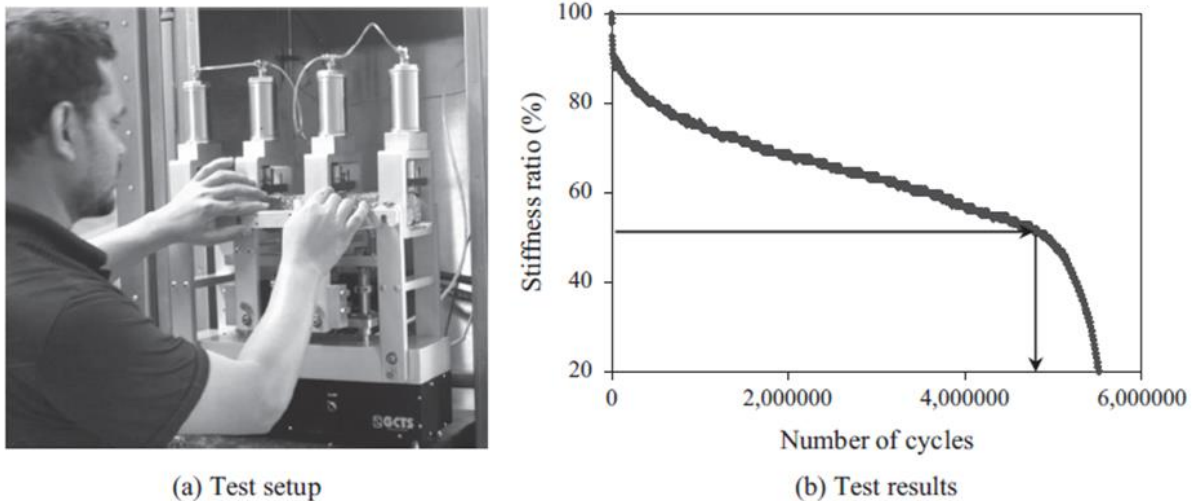 100
80
60
40
20
Stiffness ratio (%)
0
2,000000
4,000000
6,000000
Number of cycles
GCTS
(a) Test setup
(b) Test results